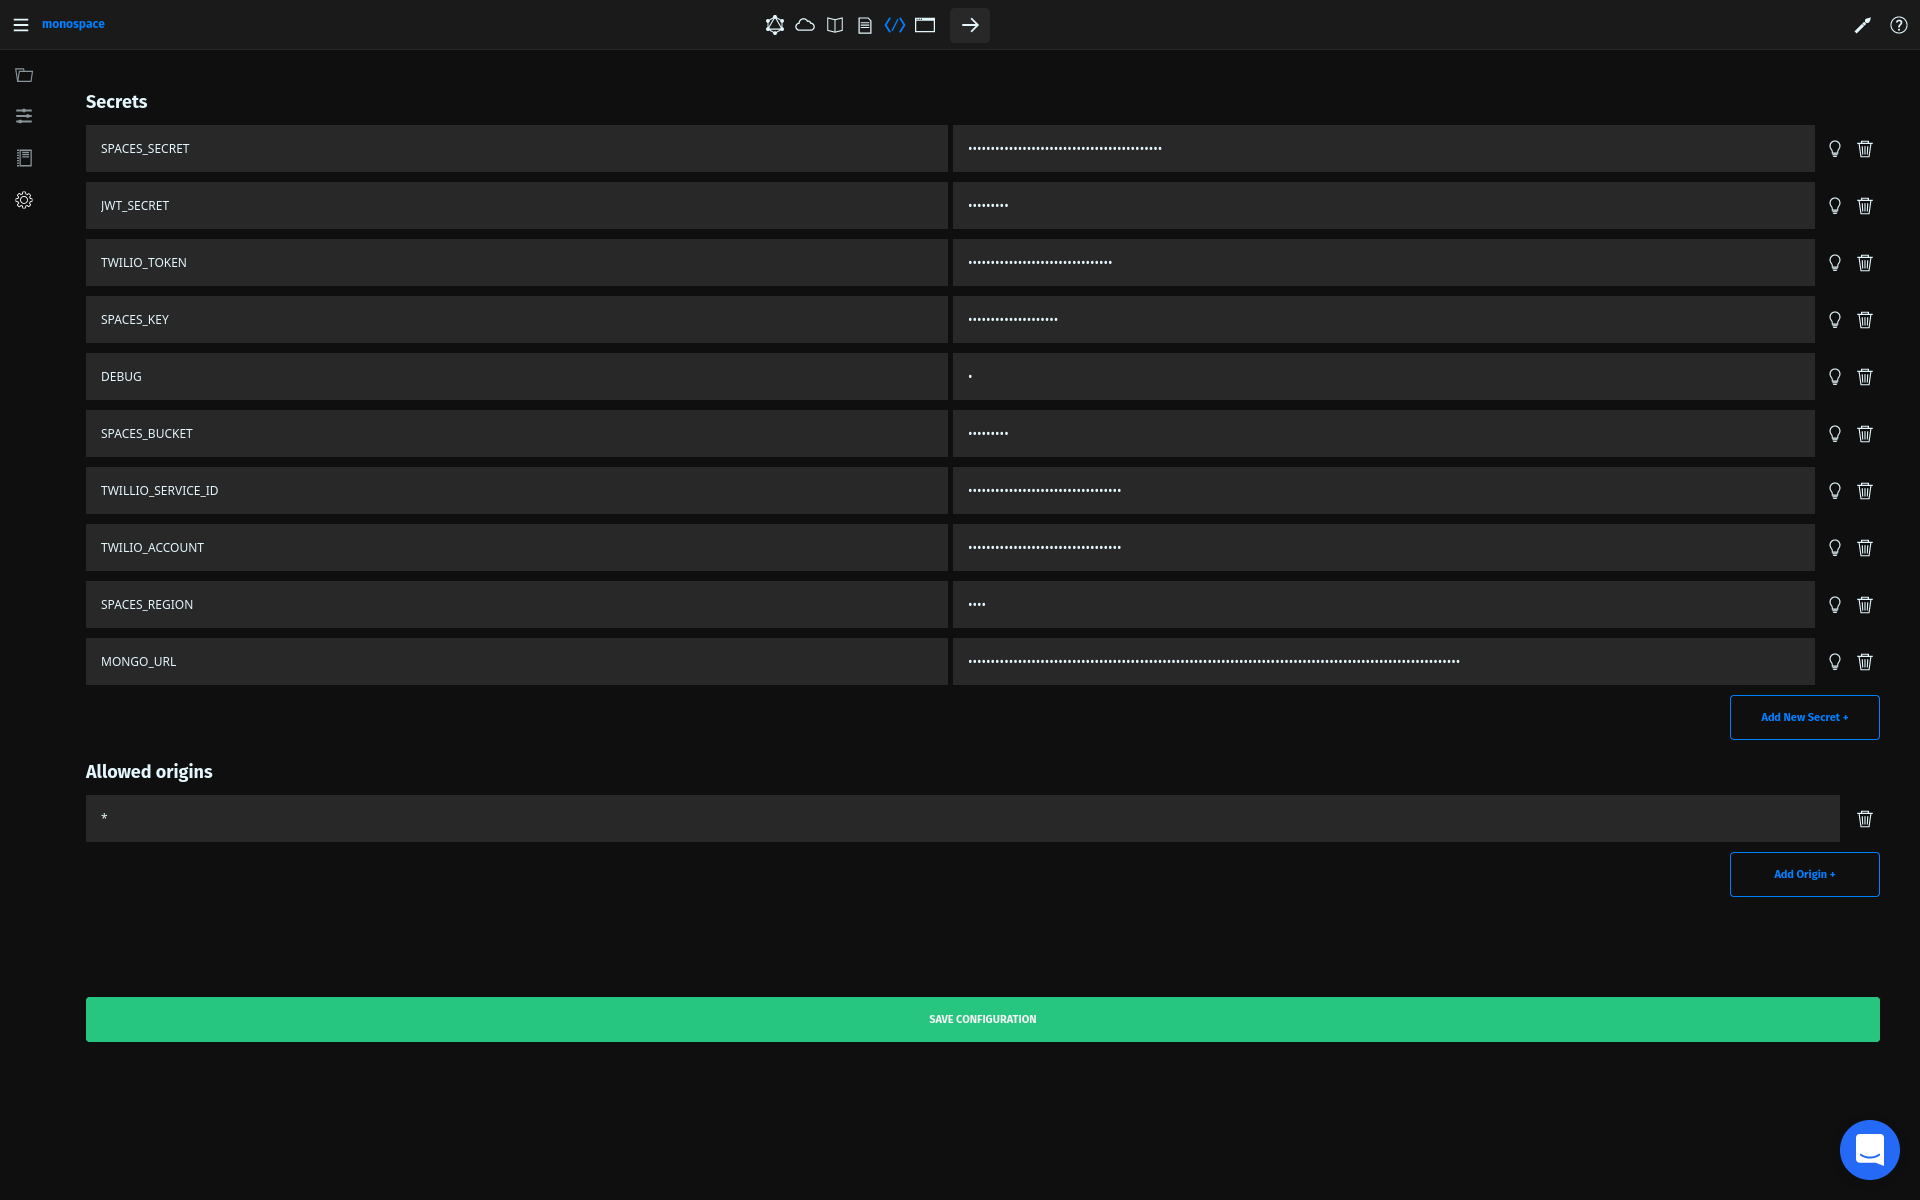 monospace
Secrets
SPACES_SECRET
JWT_SECRET
TWILIO_TOKEN
SPACES_KEY
DEBUG
SPACES_BUCKET
TWILLIO_SERVICE_ID
TWILIO_ACCOUNT
SPACES_REGION
MONGO_URL
Add New Secret +
Allowed origins
*
Add Origin +
SAVE CONFIGURATION